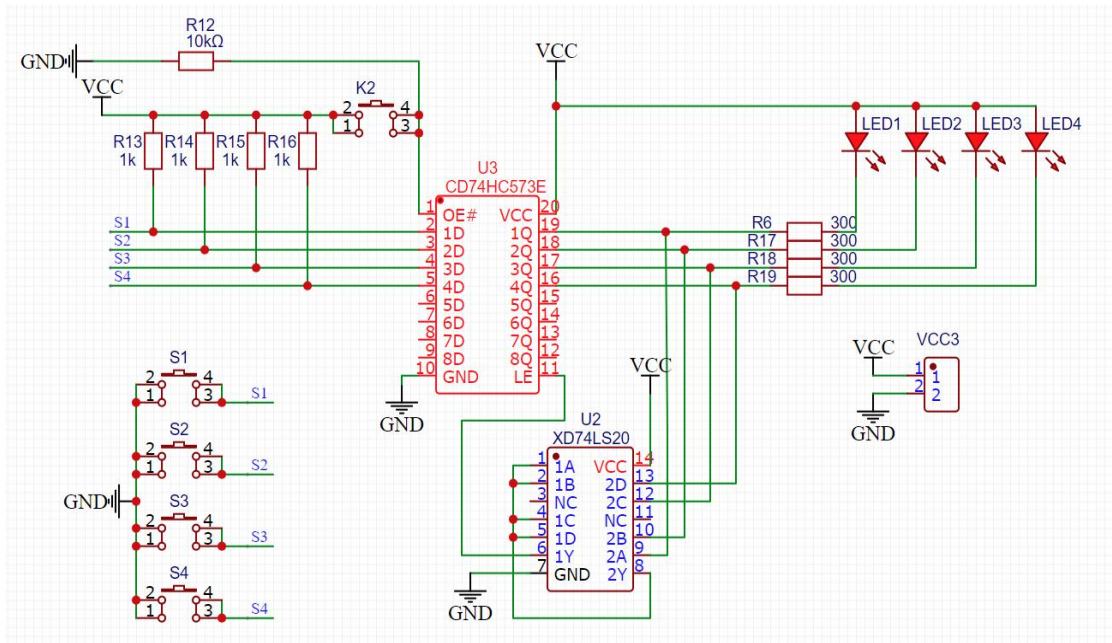 R12
10kΩ
GND
VCC
VCC
K2
2 4
1 3
R13 R14 R15 R16
1k 1k 1k 1k
LED1 LED2 LED3 LED4
U3
CD74HC573E
1 OE# VCC 20
2 1D 1Q 19
3 2D 2Q 18
4 3D 3Q 17
5 4D 4Q 16
6 5D 5Q 15
7 6D 6Q 14
8 7D 7Q 13
9 8D 8Q 12
10 GND LE 11
S1
S2
S3
S4
R6 300
R17 300
R18 300
R19 300
GND
VCC3
VCC
1 1
2 2
GND
S1
2 4
1 3 S1
S2
2 4
1 3 S2
GND
S3
2 4
1 3 S3
S4
2 4
1 3 S4
VCC
U2
XD74LS20
1 1A VCC 14
2 1B 2D 13
3 NC 2C 12
4 1C NC 11
5 1D 2B 10
6 1Y 2A 9
7 GND 2Y 8
GND